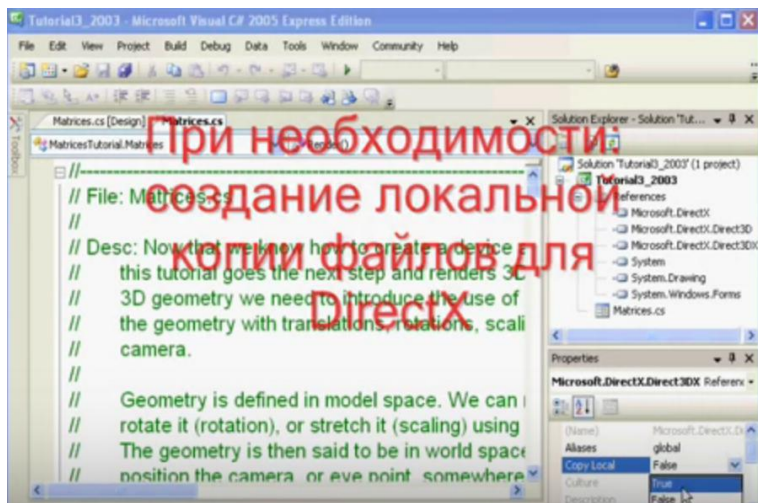 Tutorial3_2003 - Microsoft Visual C# 2005 Express Edition
File Edit View Project Build Debug Data Tools Window Community Help
Matrices.cs [Design] Matrices.cs
Solution Explorer - Solution 'Tut...
Toolbox
MatricesTutorial.Matrices
При необходимости:
создание локальной
копии файлов для
DirectX
//----
// File: Matrices.cs
//
// Desc: Now that we know how to create a device
// this tutorial goes the next step and renders 3D
// 3D geometry we need to introduce the use of
// the geometry with translations, rotations, scali
// camera.
//
// Geometry is defined in model space. We can
// rotate it (rotation), or stretch it (scaling) using
// The geometry is then said to be in world space
// position the camera, or eye point, somewhere
Solution 'Tutorial3_2003' (1 project)
Tutorial3_2003
References
Microsoft.DirectX
Microsoft.DirectX.Direct3D
Microsoft.DirectX.Direct3DX
System
System.Drawing
System.Windows.Forms
Matrices.cs
Properties
Microsoft.DirectX.Direct3DX Referenc
(Name) Microsoft.DirectX.Di
Aliases global
Copy Local False
Culture True
Description False